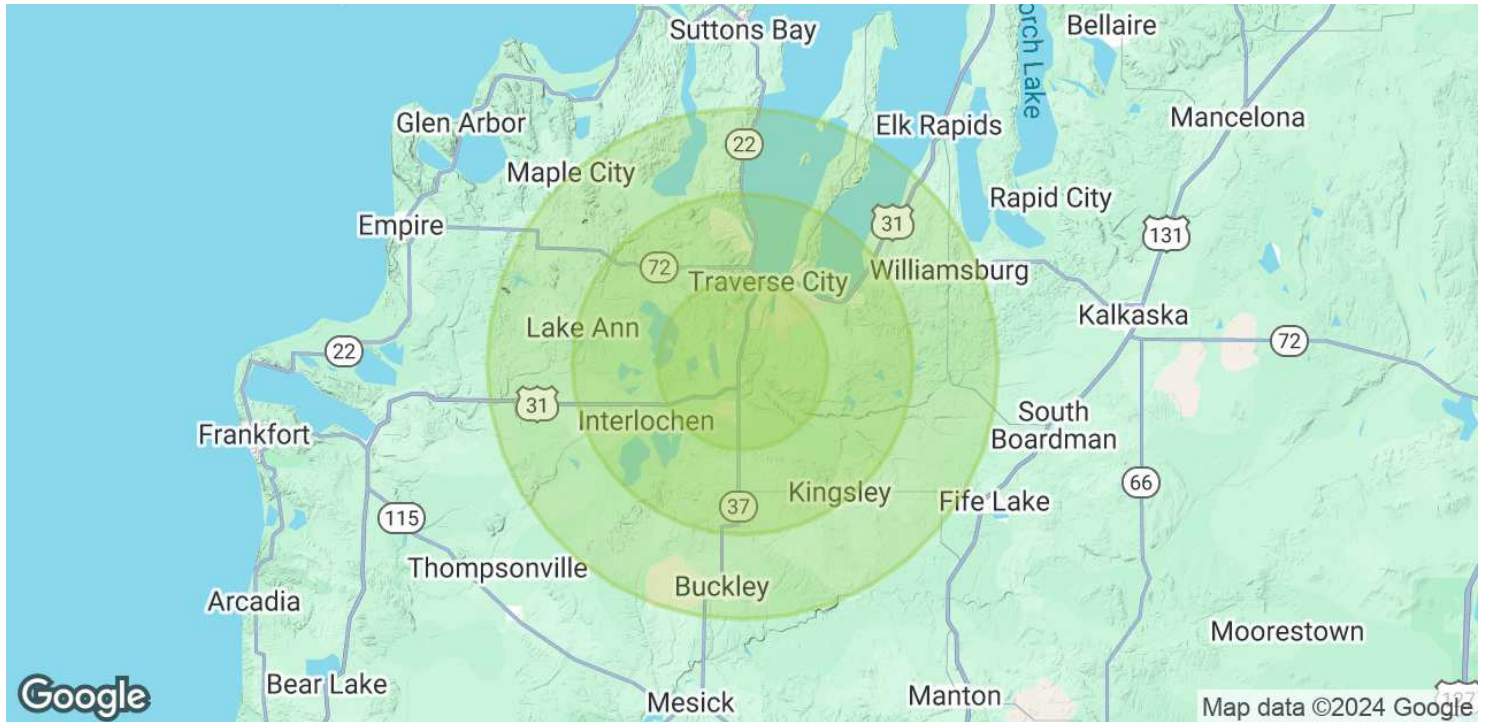 Bellaire
Suttons Bay
Torch Lake
Glen Arbor
Elk Rapids
Mancelona
22
Maple City
Rapid City
Empire
31
131
72
Traverse City
Williamsburg
Kalkaska
Lake Ann
22
72
31
Interlochen
South
Boardman
Frankfort
66
Kingsley
Fife Lake
37
115
Thompsonville
Buckley
Arcadia
Moorestown
Bear Lake
Mesick
Manton
Google
Map data ©2024 Google